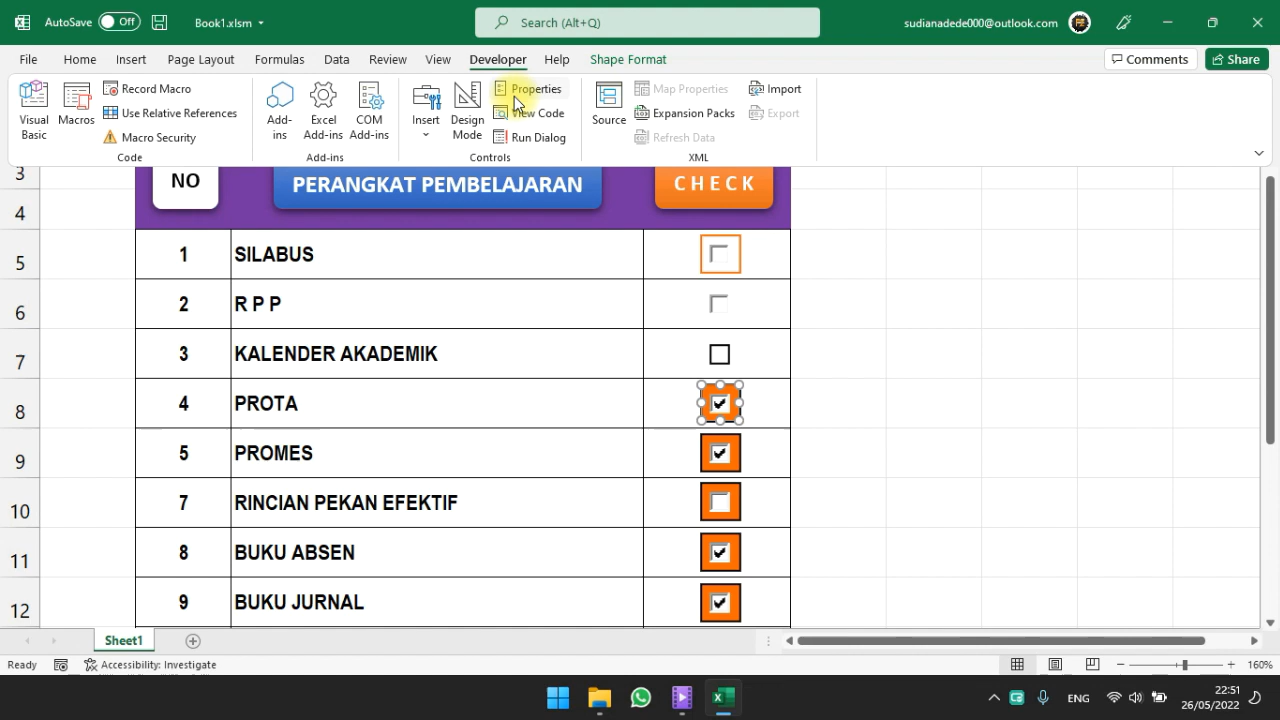 AutoSave Off Book1.xlsm Search (Alt+Q) sudianadede000@outlook.com
File Home Insert Page Layout Formulas Data Review View Developer Help Shape Format Comments Share
Visual Basic
Macros
Record Macro
Use Relative References
Macro Security
Code
Add-ins
Excel Add-ins
COM Add-ins
Add-ins
Insert
Design Mode
Properties
View Code
Run Dialog
Controls
Source
Map Properties
Expansion Packs
Refresh Data
Import
Export
XML
3 NO PERANGKAT PEMBELAJARAN CHECK
4
5 1 SILABUS
6 2 R P P
7 3 KALENDER AKADEMIK
8 4 PROTA
9 5 PROMES
10 7 RINCIAN PEKAN EFEKTIF
11 8 BUKU ABSEN
12 9 BUKU JURNAL
Sheet1
Ready Accessibility: Investigate 160%
ENG 22:51
26/05/2022